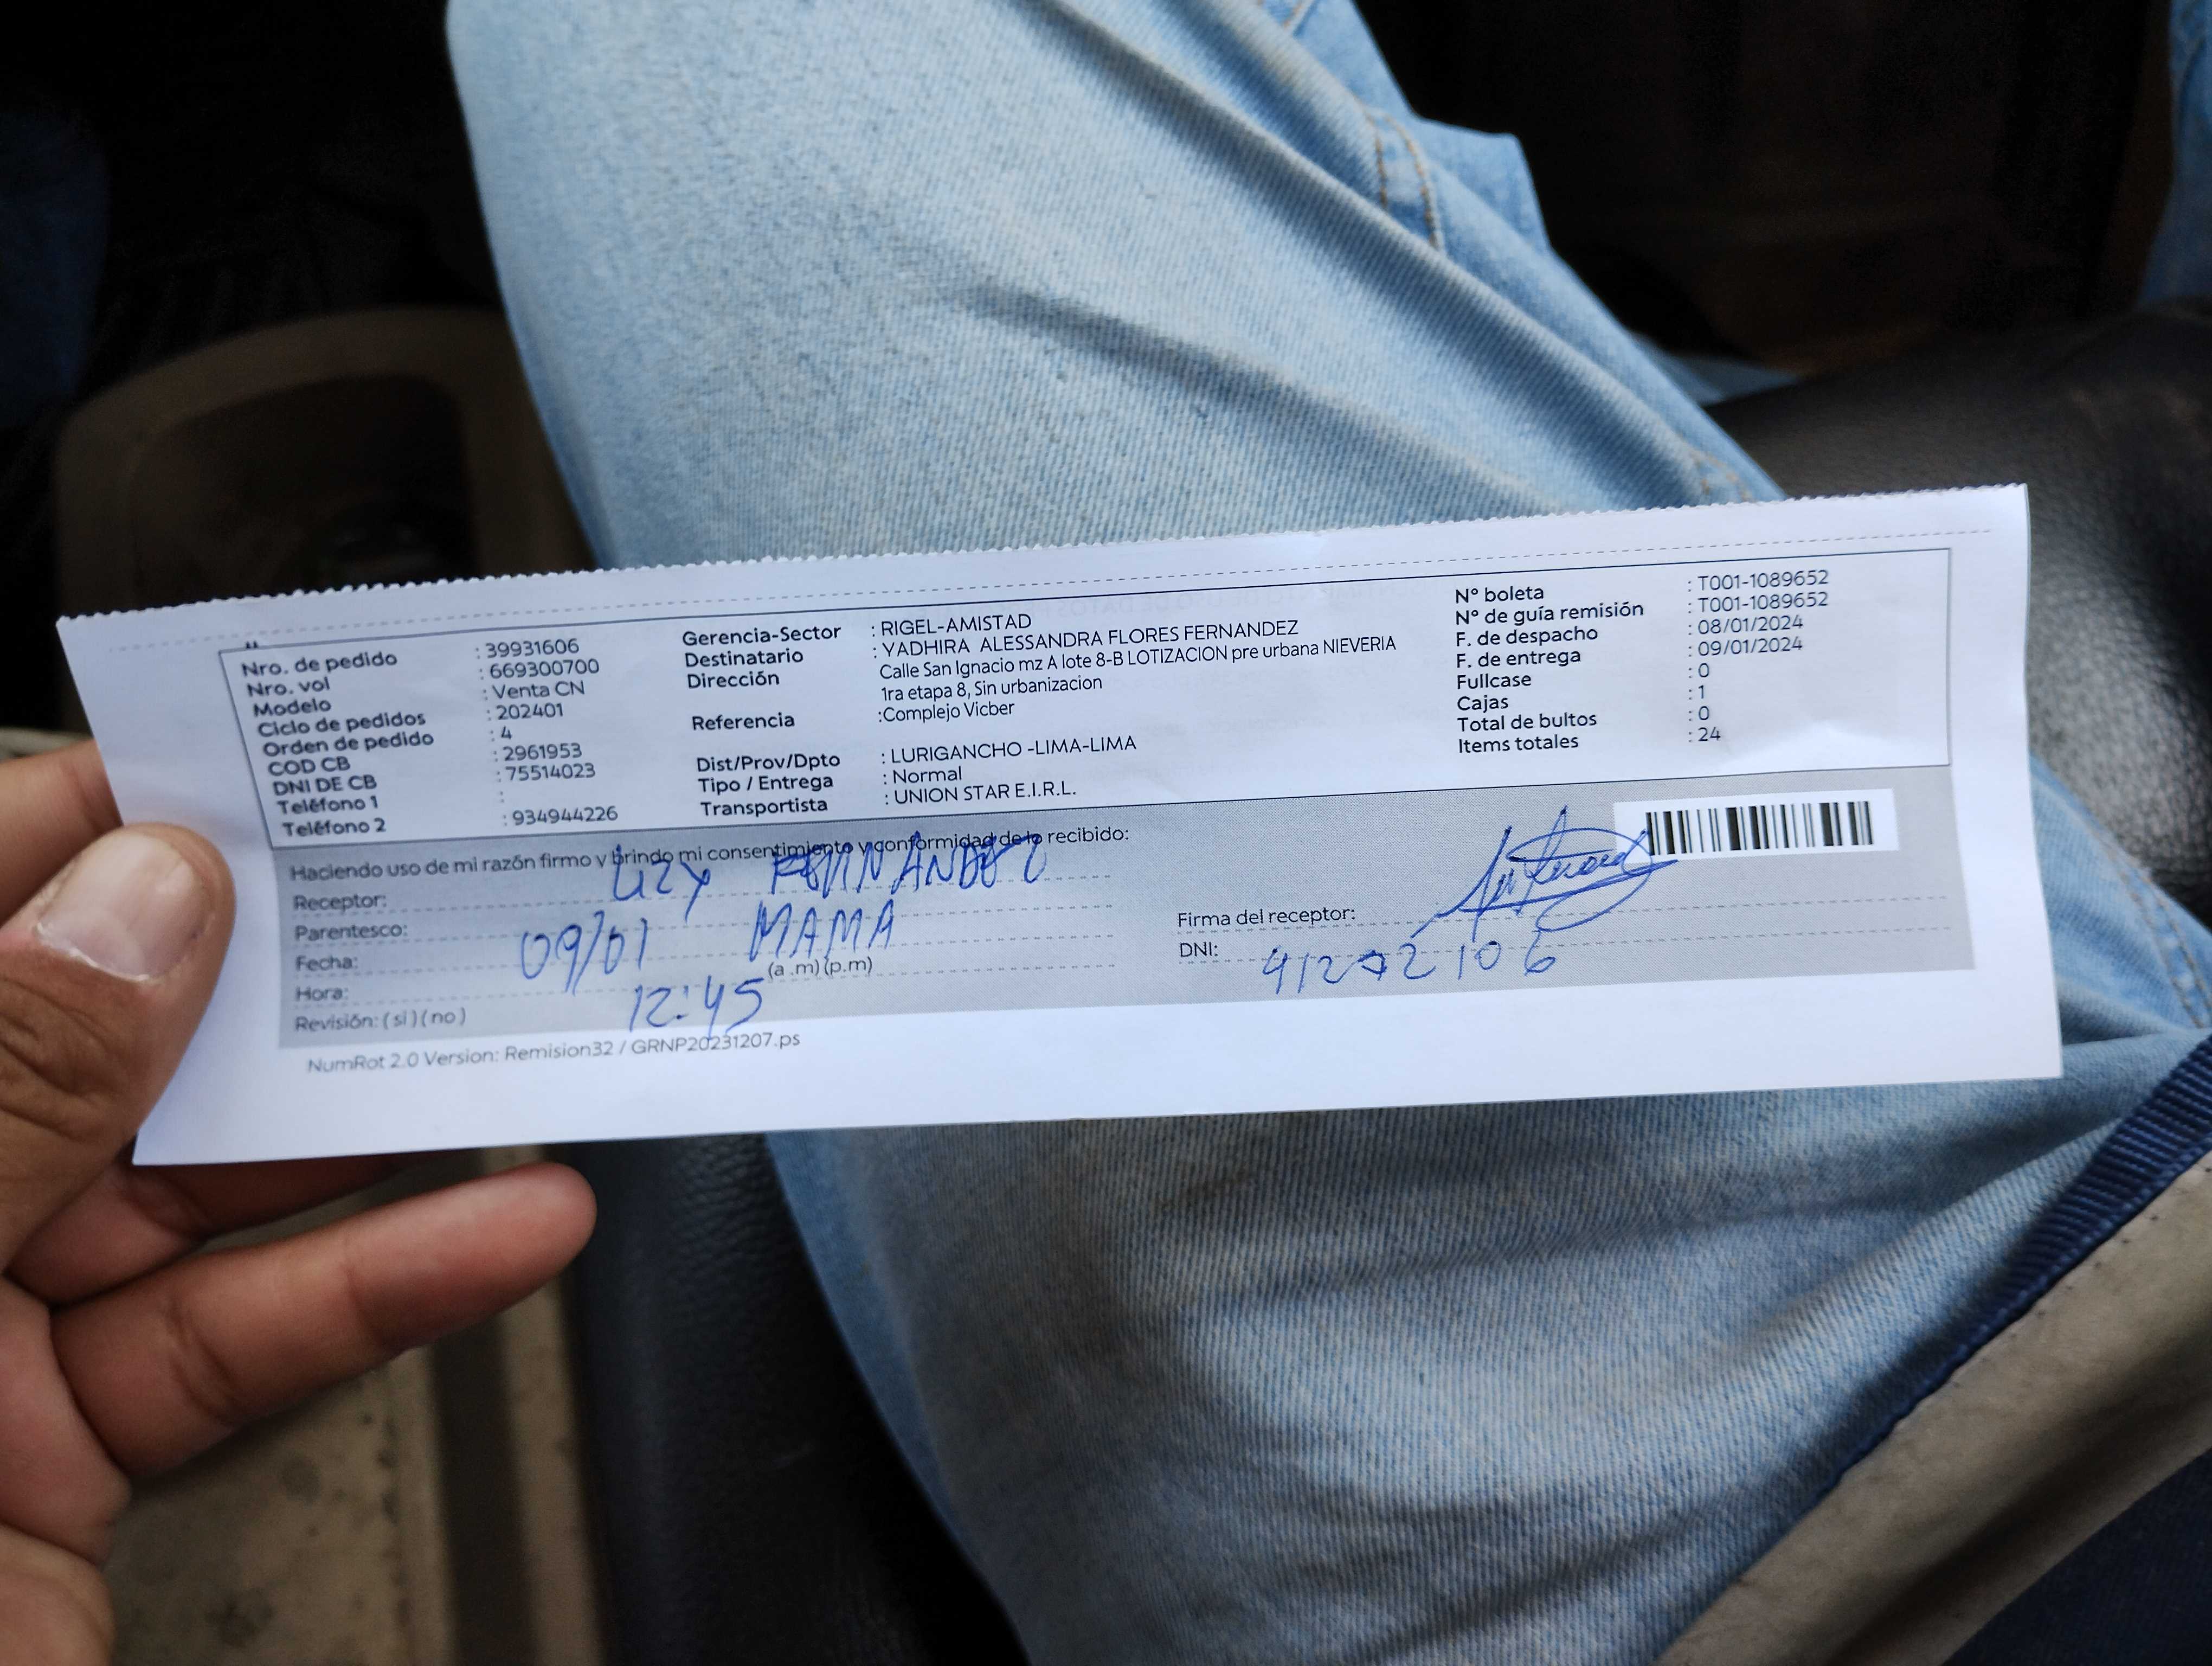 Nro. de pedido : 39931606
Nro. vol : 669300700
Modelo : Venta CN
Ciclo de pedidos : 202401
Orden de pedido : 4
COD CB : 2961953
DNI DE CB : 75514023
Teléfono 1 :
Teléfono 2 : 934944226
Gerencia-Sector : RIGEL-AMISTAD
Destinatario : YADHIRA ALESSANDRA FLORES FERNANDEZ
Dirección Calle San Ignacio mz A lote 8-B LOTIZACION pre urbana NIEVERIA
1ra etapa 8, Sin urbanizacion
Referencia :Complejo Vicber
Dist/Prov/Dpto : LURIGANCHO -LIMA-LIMA
Tipo / Entrega : Normal
Transportista : UNION STAR E.I.R.L.
Nº boleta : T001-1089652
Nº de guía remisión : T001-1089652
F. de despacho : 08/01/2024
F. de entrega : 09/01/2024
Fullcase : 0
Cajas : 1
Total de bultos : 0
Items totales : 24
Haciendo uso de mi razón firmo y brindo mi consentimiento y conformidad de lo recibido:
Receptor: LIZY FERNANDEZ
Parentesco: MAMA
Fecha: 09/01
Hora: 12:45 (a .m) (p.m)
Revisión: ( si ) ( no )
Firma del receptor:
DNI: 41272106
NumRot 2.0 Version: Remision32 / GRNP20231207.ps